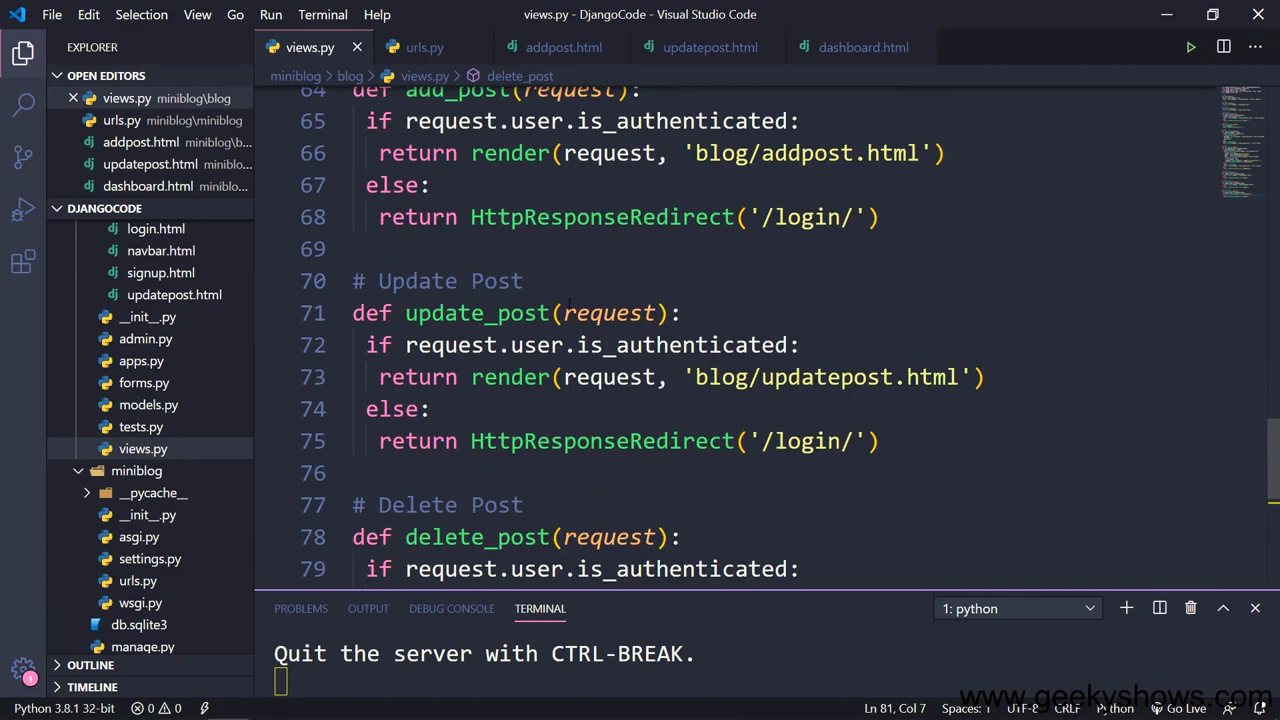 File Edit Selection View Go Run Terminal Help views.py - DjangoCode - Visual Studio Code
EXPLORER
views.py urls.py addpost.html updatepost.html dashboard.html
OPEN EDITORS
miniblog > blog > views.py > delete_post
views.py miniblog\blog
urls.py miniblog\miniblog
addpost.html miniblog\b...
updatepost.html miniblog...
dashboard.html miniblo...
DJANGOCODE
login.html
navbar.html
signup.html
updatepost.html
__init__.py
admin.py
apps.py
forms.py
models.py
tests.py
views.py
miniblog
__pycache__
__init__.py
asgi.py
settings.py
urls.py
wsgi.py
db.sqlite3
manage.py
OUTLINE
TIMELINE
64 def add_post(request):
65 if request.user.is_authenticated:
66 return render(request, 'blog/addpost.html')
67 else:
68 return HttpResponseRedirect('/login/')
69
70 # Update Post
71 def update_post(request):
72 if request.user.is_authenticated:
73 return render(request, 'blog/updatepost.html')
74 else:
75 return HttpResponseRedirect('/login/')
76
77 # Delete Post
78 def delete_post(request):
79 if request.user.is_authenticated:
PROBLEMS OUTPUT DEBUG CONSOLE TERMINAL 1: python
Quit the server with CTRL-BREAK.
www.geekyshows.com
1
Python 3.8.1 32-bit 0 0 Ln 81, Col 7 Spaces: 1 UTF-8 CRLF Python Go Live